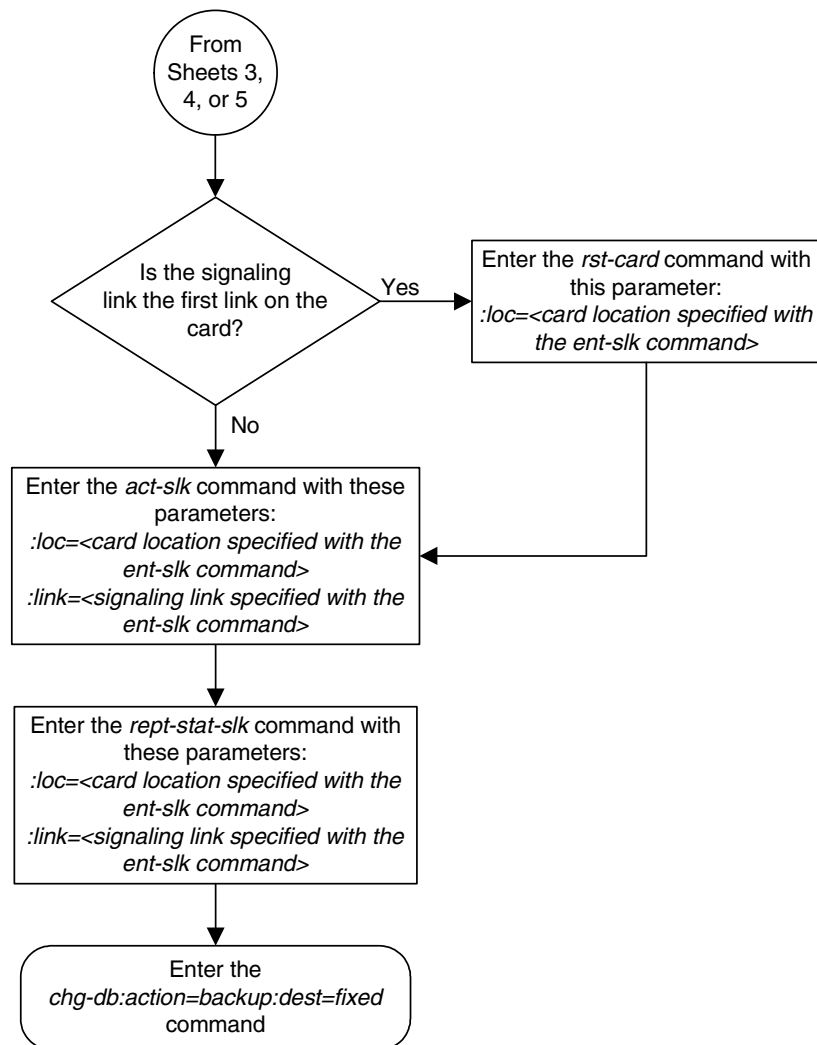 From
Sheets 3,
4, or 5
Is the signaling
link the first link on the
card?
Yes
Enter the rst-card command with
this parameter:
:loc=<card location specified with
the ent-slk command>
No
Enter the act-slk command with these
parameters:
:loc=<card location specified with the
ent-slk command>
:link=<signaling link specified with the
ent-slk command>
Enter the rept-stat-slk command with
these parameters:
:loc=<card location specified with the
ent-slk command>
:link=<signaling link specified with the
ent-slk command>
Enter the
chg-db:action=backup:dest=fixed
command